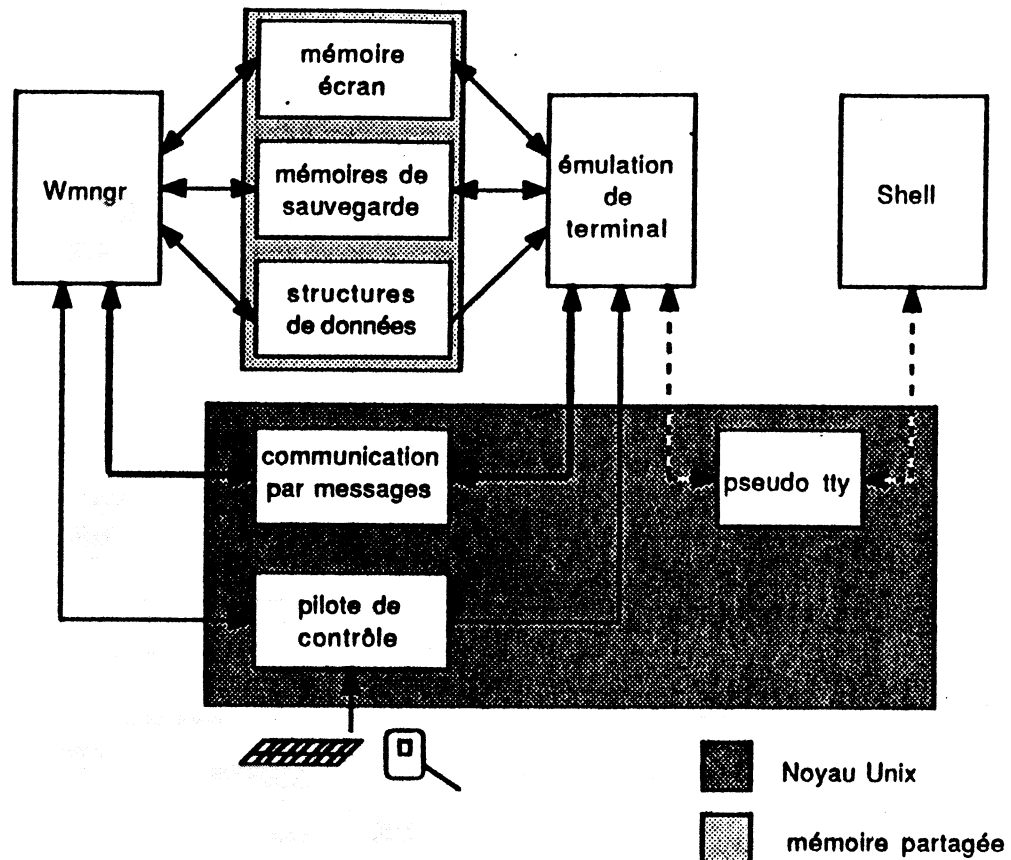 mémoire
écran
Wmngr
mémoires de
sauvegarde
structures
de données
émulation
de
terminal
Shell
communication
par messages
pseudo tty
pilote de
contrôle
Noyau Unix
mémoire partagée